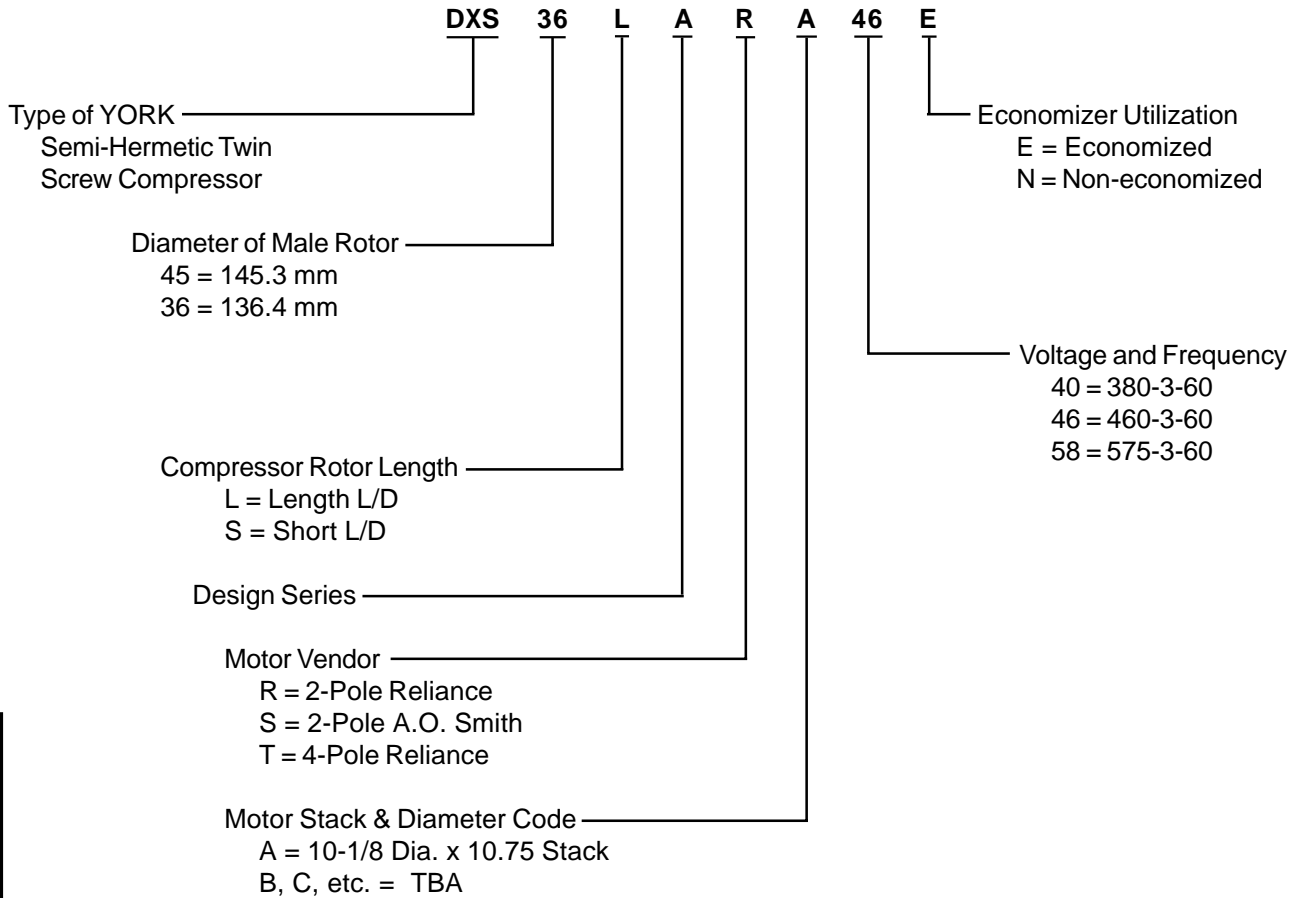 DXS 36 L A R A 46 E
Type of YORK
Semi-Hermetic Twin
Screw Compressor
Economizer Utilization
E = Economized
N = Non-economized
Diameter of Male Rotor
45 = 145.3 mm
36 = 136.4 mm
Voltage and Frequency
40 = 380-3-60
46 = 460-3-60
58 = 575-3-60
Compressor Rotor Length
L = Length L/D
S = Short L/D
Design Series
Motor Vendor
R = 2-Pole Reliance
S = 2-Pole A.O. Smith
T = 4-Pole Reliance
Motor Stack & Diameter Code
A = 10-1/8 Dia. x 10.75 Stack
B, C, etc. = TBA